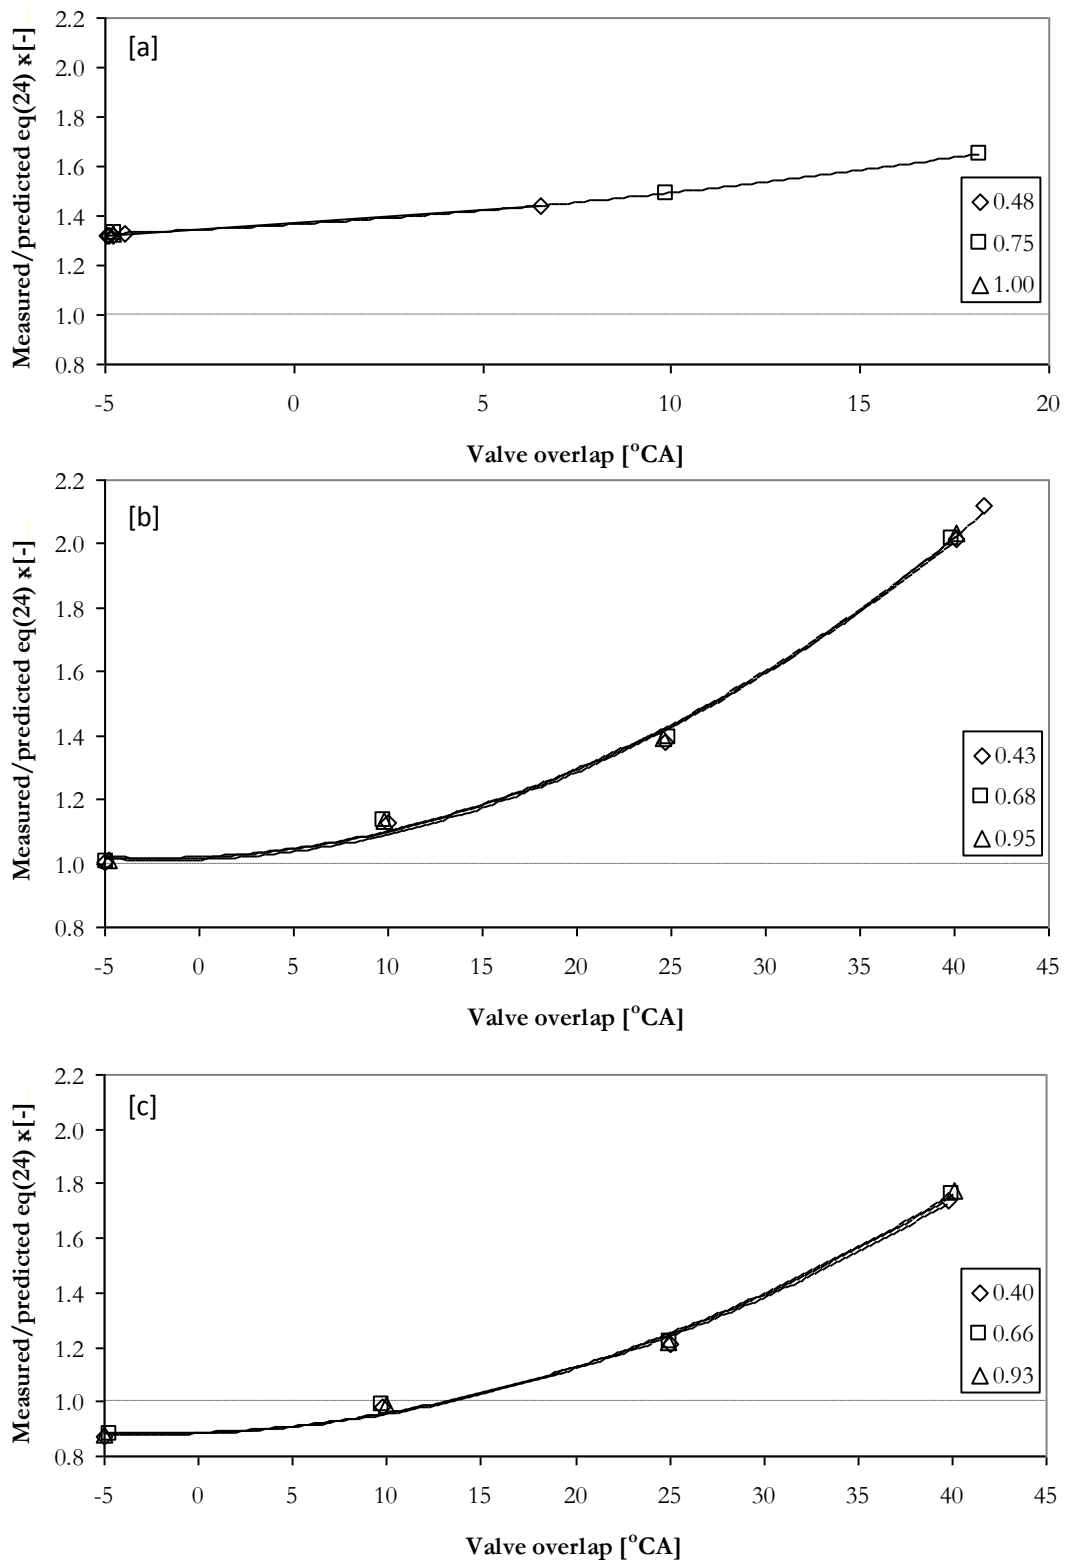 Measured/predicted eq(24) x[-]
2.2
[a]
2.0
1.8
1.6
1.4
1.2
1.0
0.8
0.48
0.75
1.00
-5 0 5 10 15 20
Valve overlap [°CA]
Measured/predicted eq(24) x[-]
2.2
[b]
2.0
1.8
1.6
1.4
1.2
1.0
0.8
0.43
0.68
0.95
-5 0 5 10 15 20 25 30 35 40 45
Valve overlap [°CA]
Measured/predicted eq(24) x[-]
2.2
[c]
2.0
1.8
1.6
1.4
1.2
1.0
0.8
0.40
0.66
0.93
-5 0 5 10 15 20 25 30 35 40 45
Valve overlap [°CA]